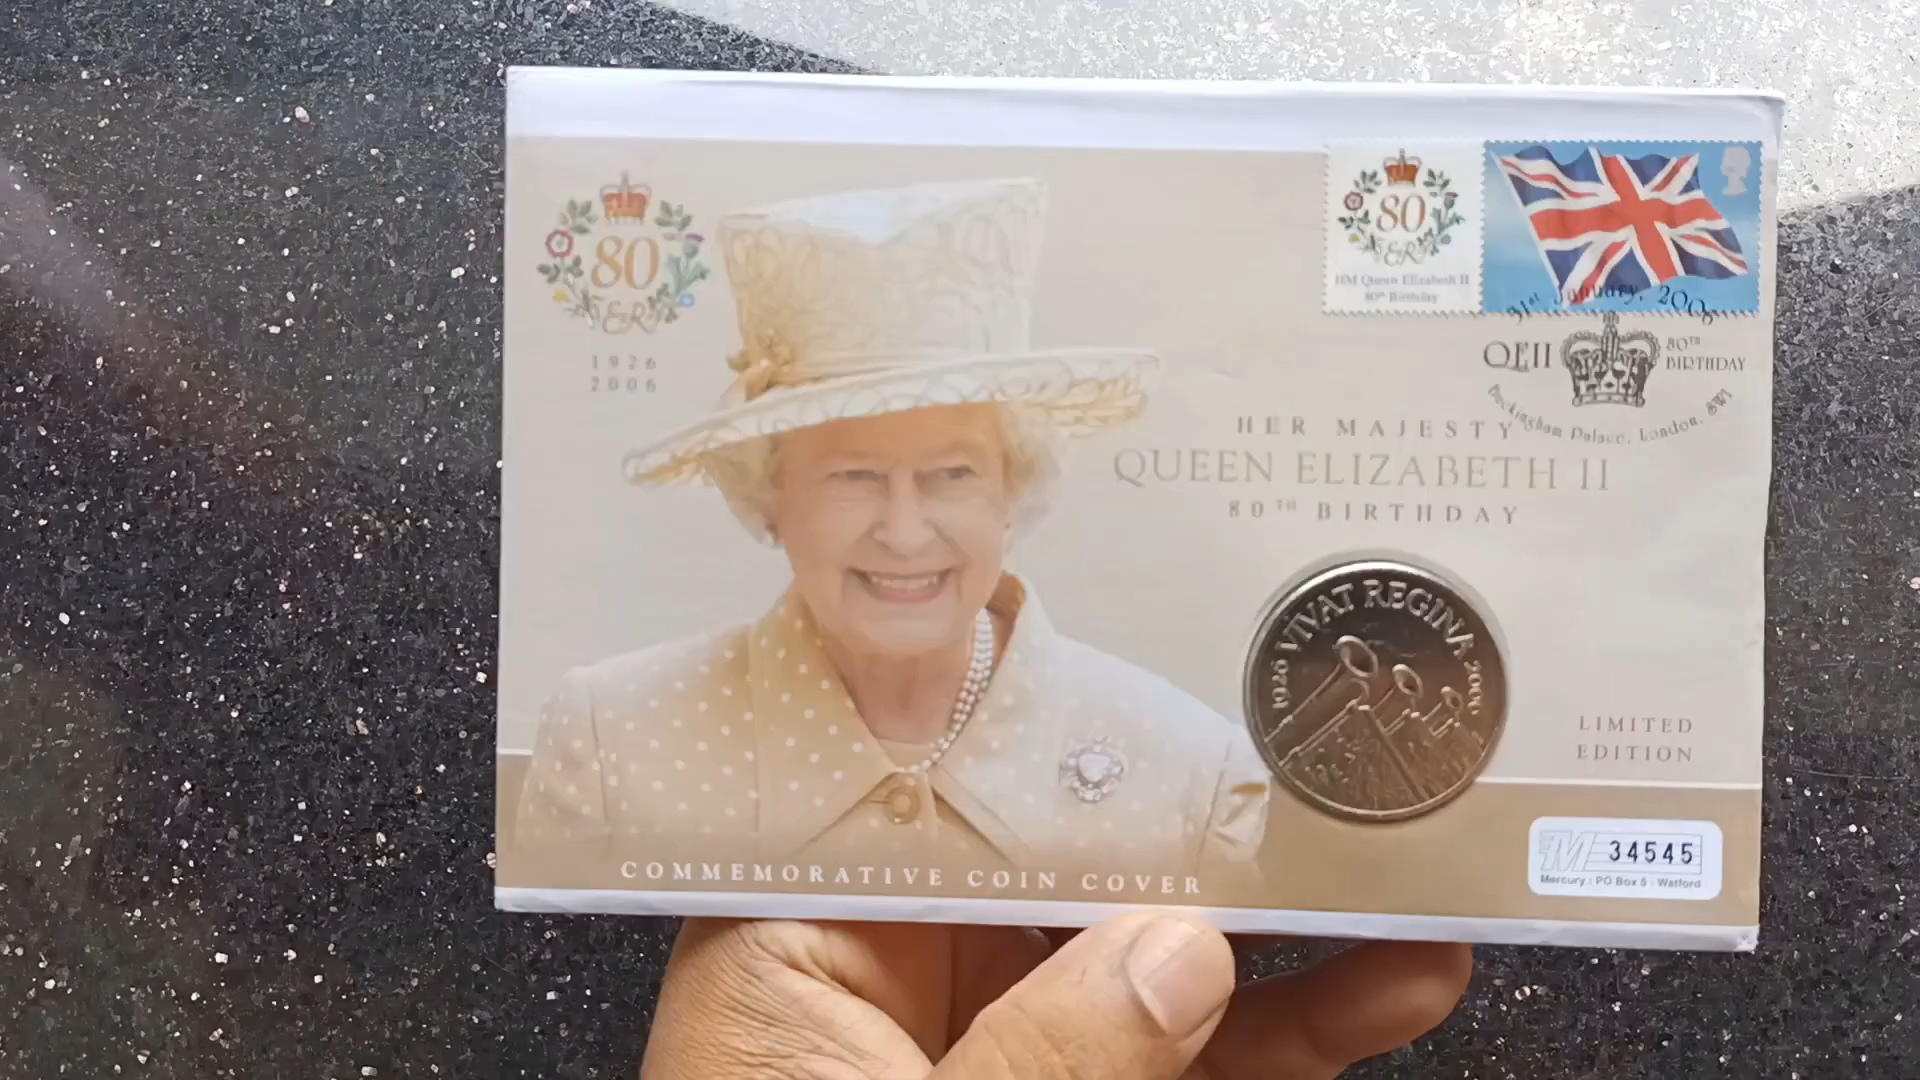 80
ER
1926
2006
80
ER
HM Queen Elizabeth II
80th Birthday
31st January, 2006
QEII
80TH
BIRTHDAY
Buckingham Palace, London, SW1
HER MAJESTY
QUEEN ELIZABETH II
80TH BIRTHDAY
1926 VIVAT REGINA 2006
LIMITED
EDITION
COMMEMORATIVE COIN COVER
M 34545
Mercury : PO Box 5 : Watford